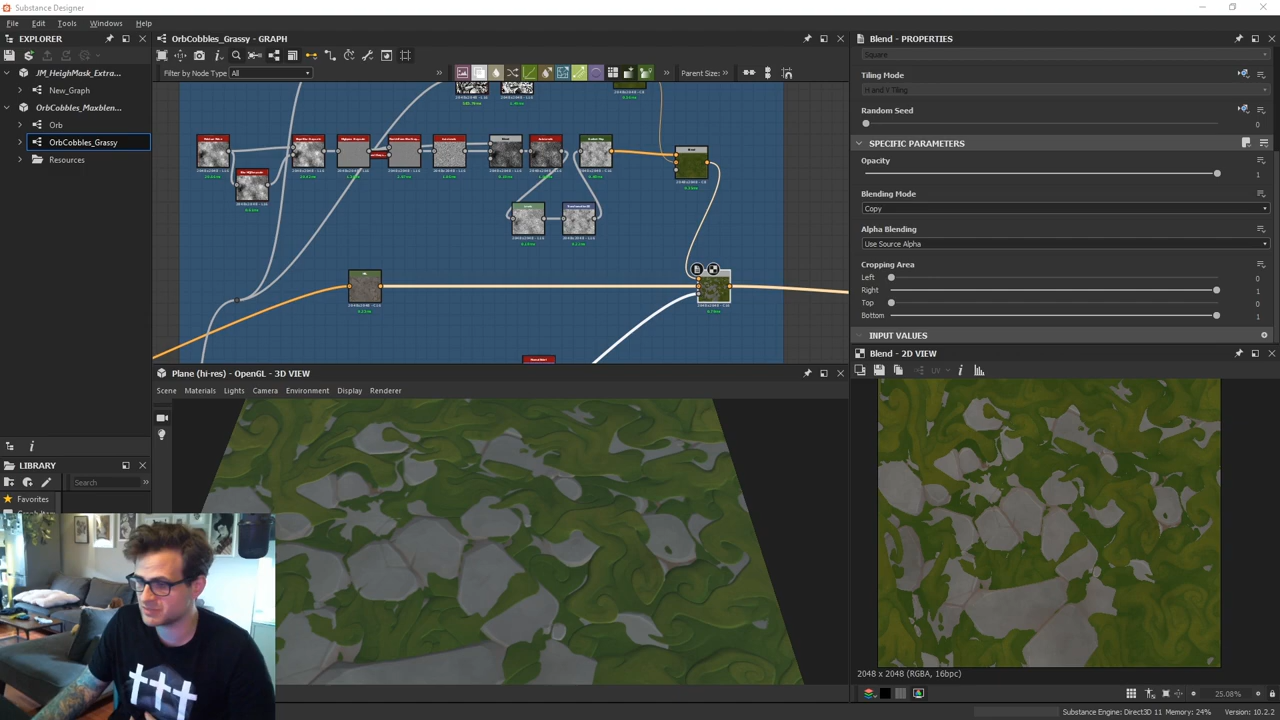 Substance Designer
File Edit Tools Windows Help
EXPLORER
JM_HeighMask_Extra...
New_Graph
OrbCobbles_Maxblen...
Orb
OrbCobbles_Grassy
Resources
LIBRARY
Search
Favorites
OrbCobbles_Grassy - GRAPH
Filter by Node Type All
Parent Size:
Plane (hi-res) - OpenGL - 3D VIEW
Scene Materials Lights Camera Environment Display Renderer
Blend - PROPERTIES
Square
Tiling Mode
H and V Tiling
Random Seed
0
SPECIFIC PARAMETERS
Opacity
1
Blending Mode
Copy
Alpha Blending
Use Source Alpha
Cropping Area
Left 0
Right 1
Top 0
Bottom 1
INPUT VALUES
Blend - 2D VIEW
UV
2048 x 2048 (RGBA, 16bpc)
25.08%
Substance Engine: Direct3D 11 Memory: 24% Version: 10.2.2